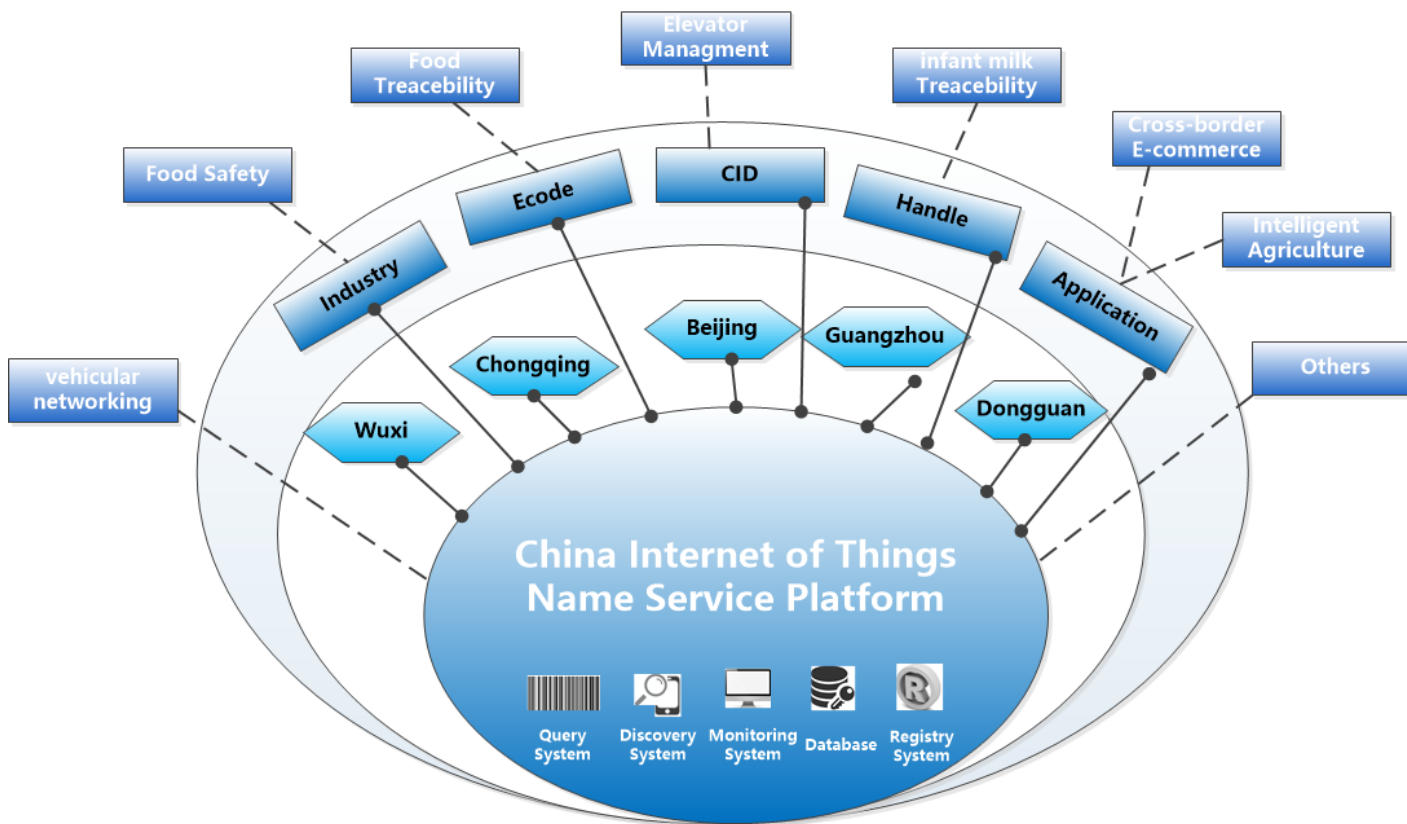 Elevator
Managment
Food
Treacebility
infant milk
Treacebility
Cross-border
E-commerce
Food Safety
Ecode
CID
Handle
Intelligent
Agriculture
Industry
Application
Beijing
Guangzhou
Chongqing
vehicular
networking
Others
Wuxi
Dongguan
China Internet of Things
Name Service Platform
R
Query
System
Discovery
System
Monitoring
System
Database
Registry
System